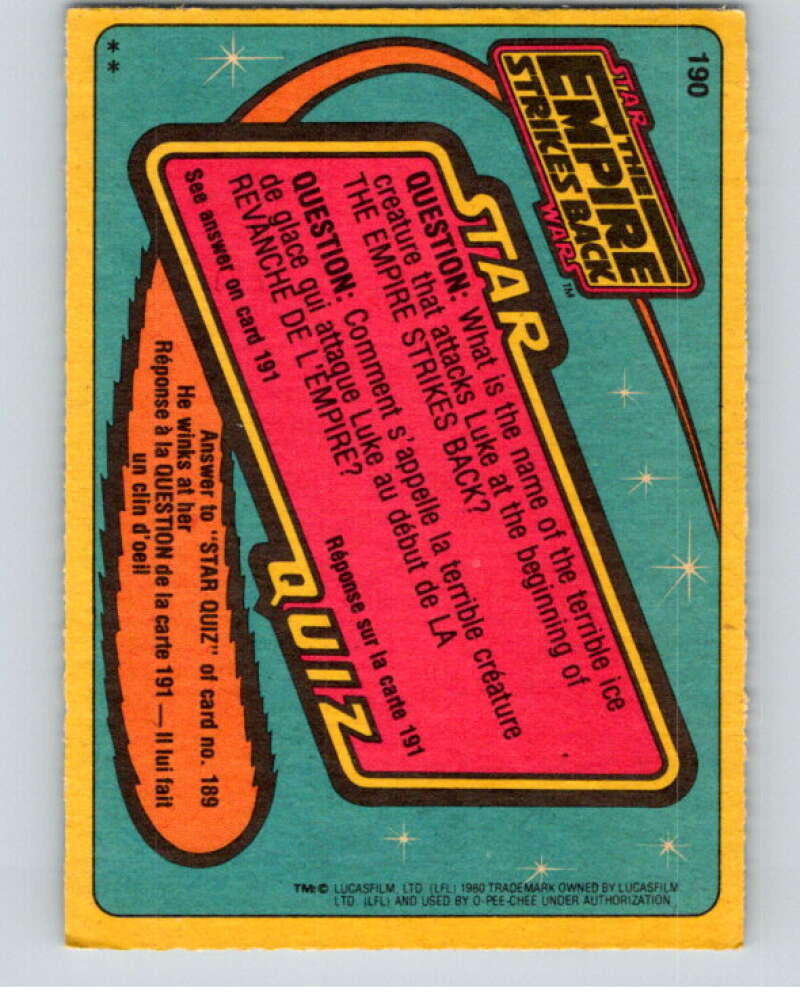 190
STAR
THE
EMPIRE
STRIKES BACK
WARS™
STAR
QUESTION: What is the name of the terrible ice
creature that attacks Luke at the beginning of
THE EMPIRE STRIKES BACK?
QUESTION: Comment s'appelle la terrible créature
de glace qui attaque Luke au début de LA
REVANCHE DE L'EMPIRE?
See answer on card 191
Réponse sur la carte 191
QUIZ
Answer to "STAR QUIZ" of card no. 189
He winks at her
Réponse à la QUESTION de la carte 191 — Il lui fait
un clin d'oeil
**
TM:© LUCASFILM, LTD. (LFL) 1980 TRADEMARK OWNED BY LUCASFILM
LTD. (LFL) AND USED BY O-PEE-CHEE UNDER AUTHORIZATION